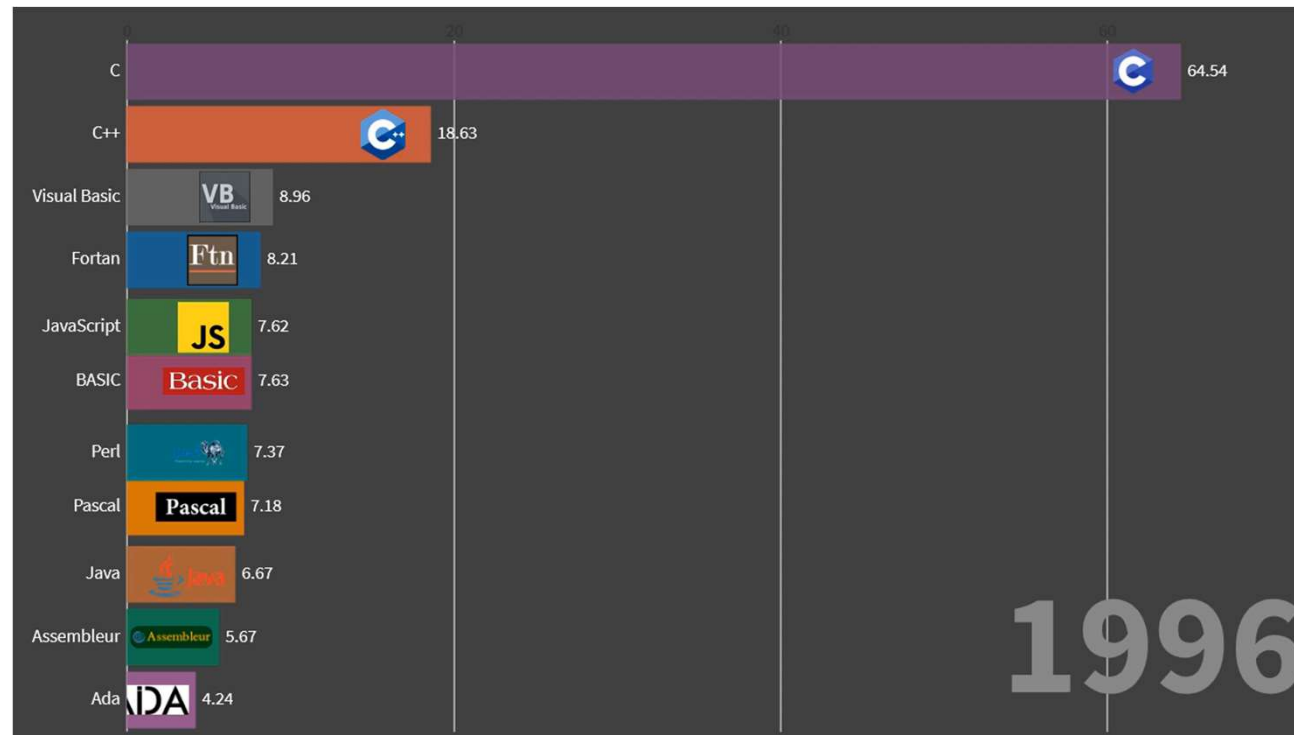 0 20 40 60
C C 64.54
C++ C++ 18.63
Visual Basic VB Visual Basic 8.96
Fortan Ftn 8.21
JavaScript JS 7.62
BASIC Basic 7.63
Perl 7.37
Pascal Pascal 7.18
Java Java 6.67
Assembleur Assembleur 5.67
Ada ADA 4.24
1996